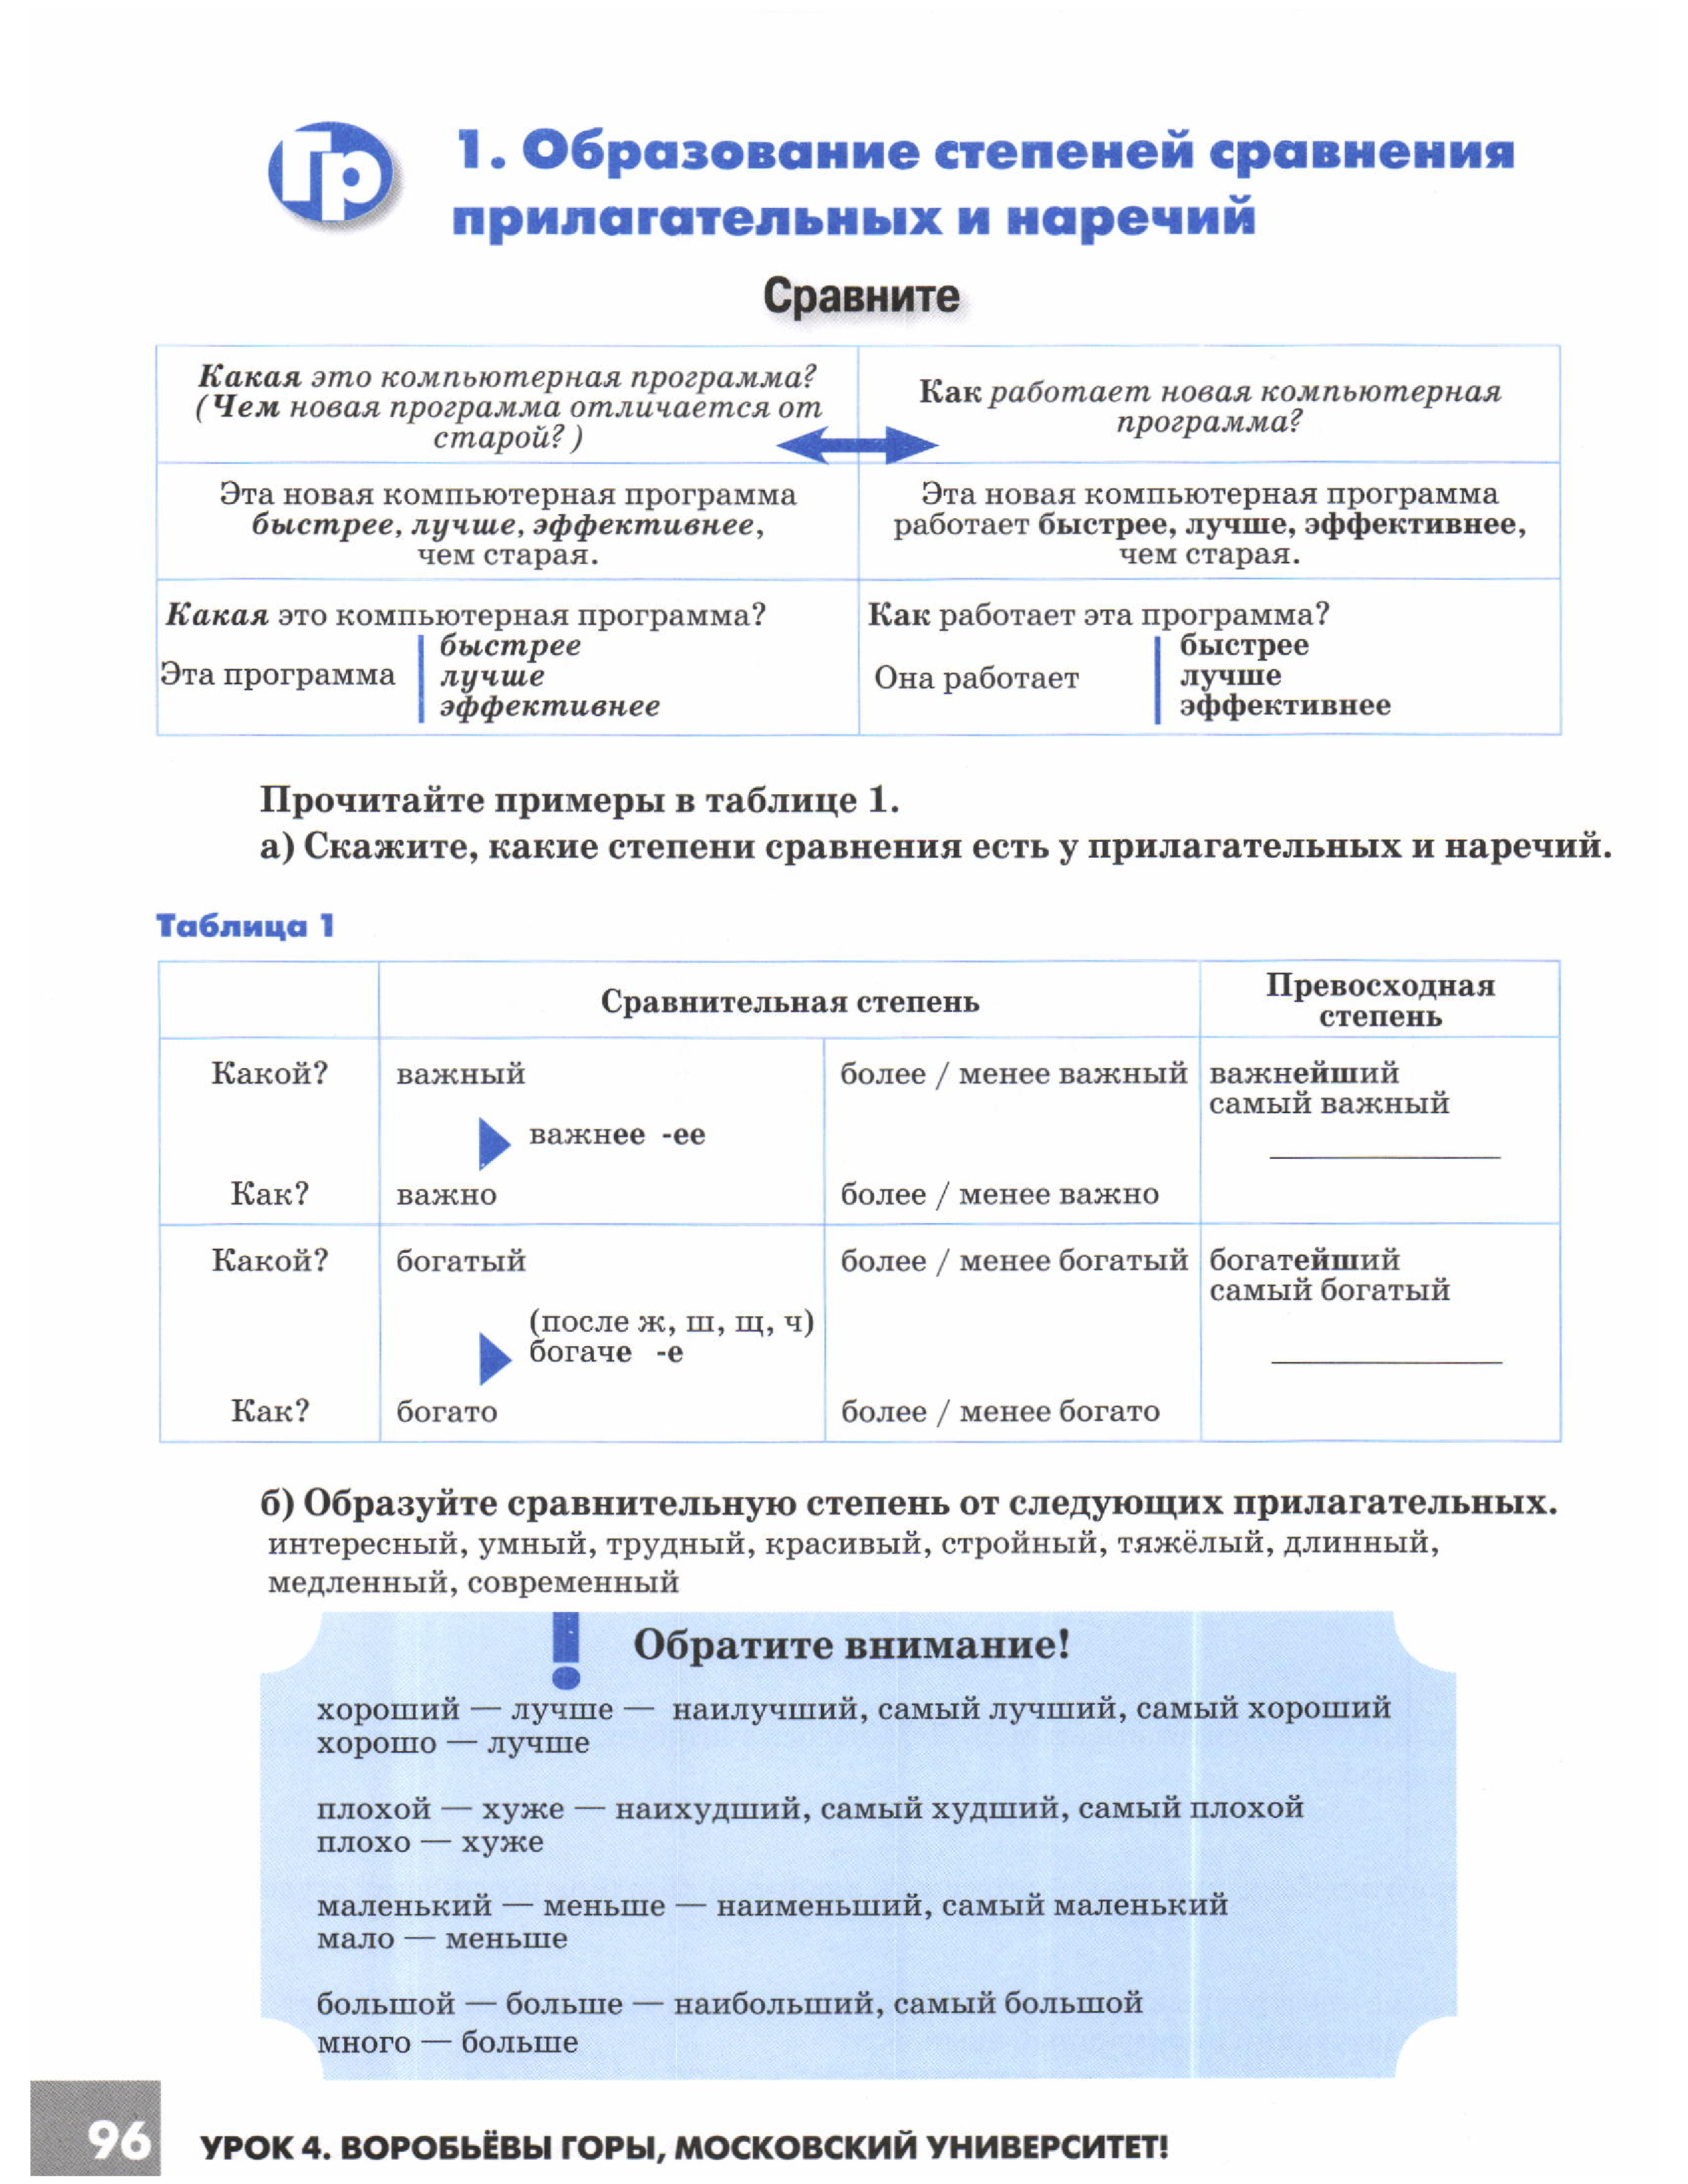 Гр
1. Образование степеней сравнения
прилагательных и наречий
Сравните
Какая это компьютерная программа?
(Чем новая программа отличается от
старой?)
Как работает новая компьютерная
программа?
Эта новая компьютерная программа
быстрее, лучше, эффективнее,
чем старая.
Эта новая компьютерная программа
работает быстрее, лучше, эффективнее,
чем старая.
Какая это компьютерная программа?
Эта программа
быстрее
лучше
эффективнее
Как работает эта программа?
Она работает
быстрее
лучше
эффективнее
Прочитайте примеры в таблице 1.
а) Скажите, какие степени сравнения есть у прилагательных и наречий.
Таблица 1
Сравнительная степень
Превосходная
степень
Какой?
важный
более / менее важный
важнейший
самый важный
важнее -ее
Как?
важно
более / менее важно
Какой?
богатый
более / менее богатый
богатейший
самый богатый
(после ж, ш, щ, ч)
богаче -е
Как?
богато
более / менее богато
б) Образуйте сравнительную степень от следующих прилагательных.
интересный, умный, трудный, красивый, стройный, тяжёлый, длинный,
медленный, современный
! Обратите внимание!
хороший — лучше — наилучший, самый лучший, самый хороший
хорошо — лучше
плохой — хуже — наихудший, самый худший, самый плохой
плохо — хуже
маленький — меньше — наименьший, самый маленький
мало — меньше
большой — больше — наибольший, самый большой
много — больше
96 УРОК 4. ВОРОБЬЁВЫ ГОРЫ, МОСКОВСКИЙ УНИВЕРСИТЕТ!